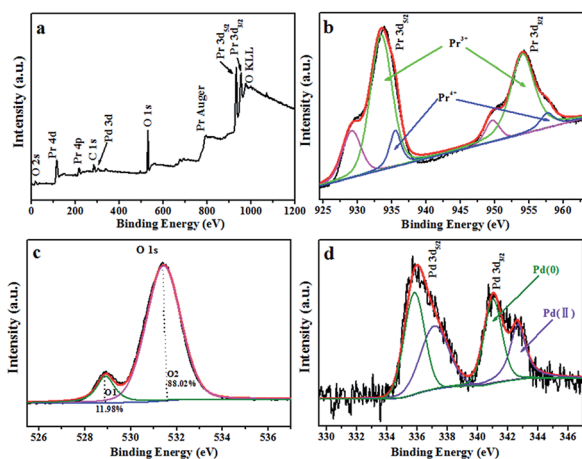 a
Intensity (a.u.)
O 2s
Pr 4d
Pr 4p
C 1s
Pd 3d
O 1s
Pr Auger
Pr 3d5/2
Pr 3d3/2
O KLL
0 200 400 600 800 1000 1200
Binding Energy (eV)
b
Intensity (a.u.)
Pr 3d5/2
Pr3+
Pr4+
Pr 3d3/2
925 930 935 940 945 950 955 960
Binding Energy (eV)
c
Intensity (a.u.)
O 1s
O1
11.98%
O2
88.02%
526 528 530 532 534 536
Binding Energy (eV)
d
Intensity (a.u.)
Pd 3d5/2
Pd 3d3/2
Pd(0)
Pd(Ⅱ)
330 332 334 336 338 340 342 344 346
Binding Energy (eV)